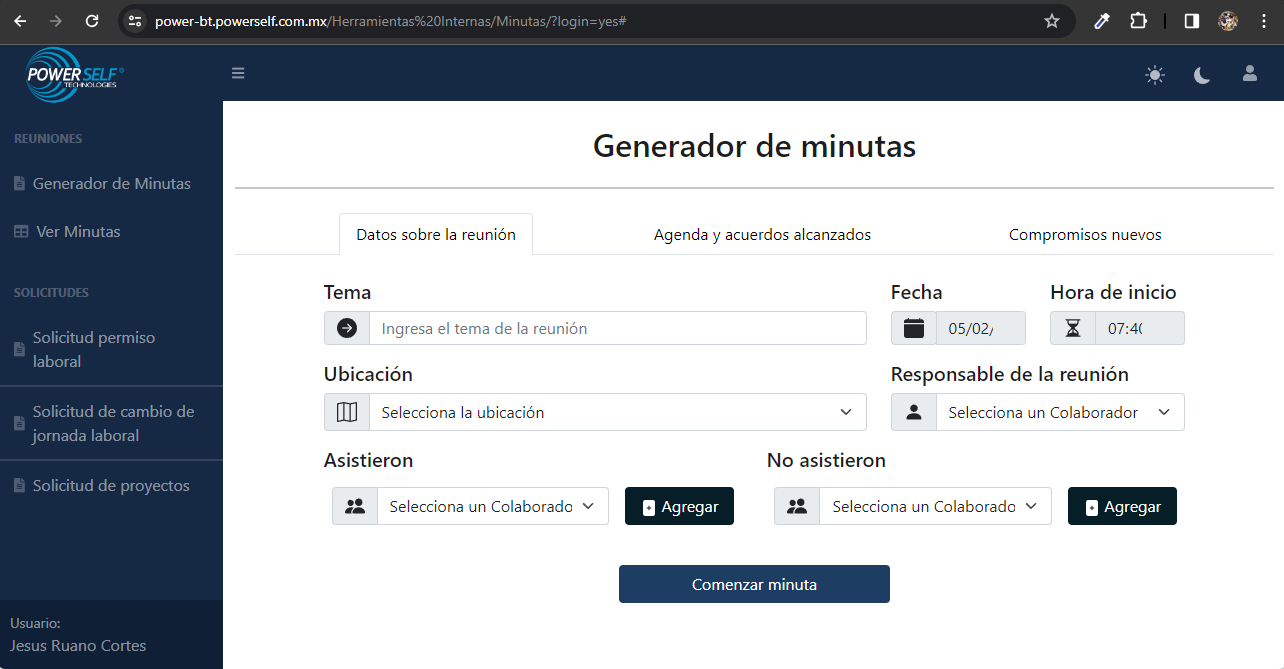 power-bt.powerself.com.mx/Herramientas%20Internas/Minutas/?login=yes#
POWER SELF®
TECHNOLOGIES
REUNIONES
Generador de Minutas
Ver Minutas
SOLICITUDES
Solicitud permiso
laboral
Solicitud de cambio de
jornada laboral
Solicitud de proyectos
Usuario:
Jesus Ruano Cortes
Generador de minutas
Datos sobre la reunión
Agenda y acuerdos alcanzados
Compromisos nuevos
Tema
Ingresa el tema de la reunión
Fecha
05/02/
Hora de inicio
07:40
Ubicación
Selecciona la ubicación
Responsable de la reunión
Selecciona un Colaborador
Asistieron
Selecciona un Colaborado
Agregar
No asistieron
Selecciona un Colaborado
Agregar
Comenzar minuta